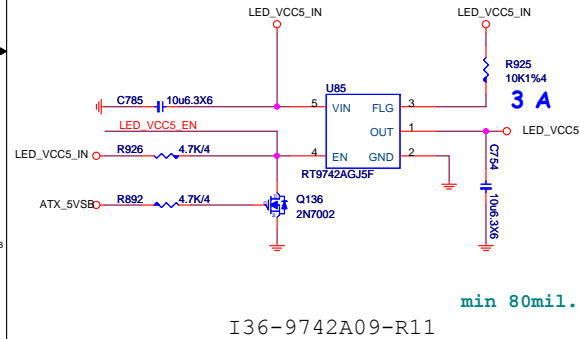 LED_VCC5_IN
LED_VCC5_IN
R925
10K1%4
3 A
U85
C785 10u6.3X6
5 VIN FLG 3
LED_VCC5_EN
OUT 1
LED_VCC5
LED_VCC5_IN R926 4.7K/4
4 EN GND 2
RT9742AGJ5F
C754
10u6.3X6
ATX_5VSB R892 4.7K/4
Q136
2N7002
min 80mil.
I36-9742A09-R11